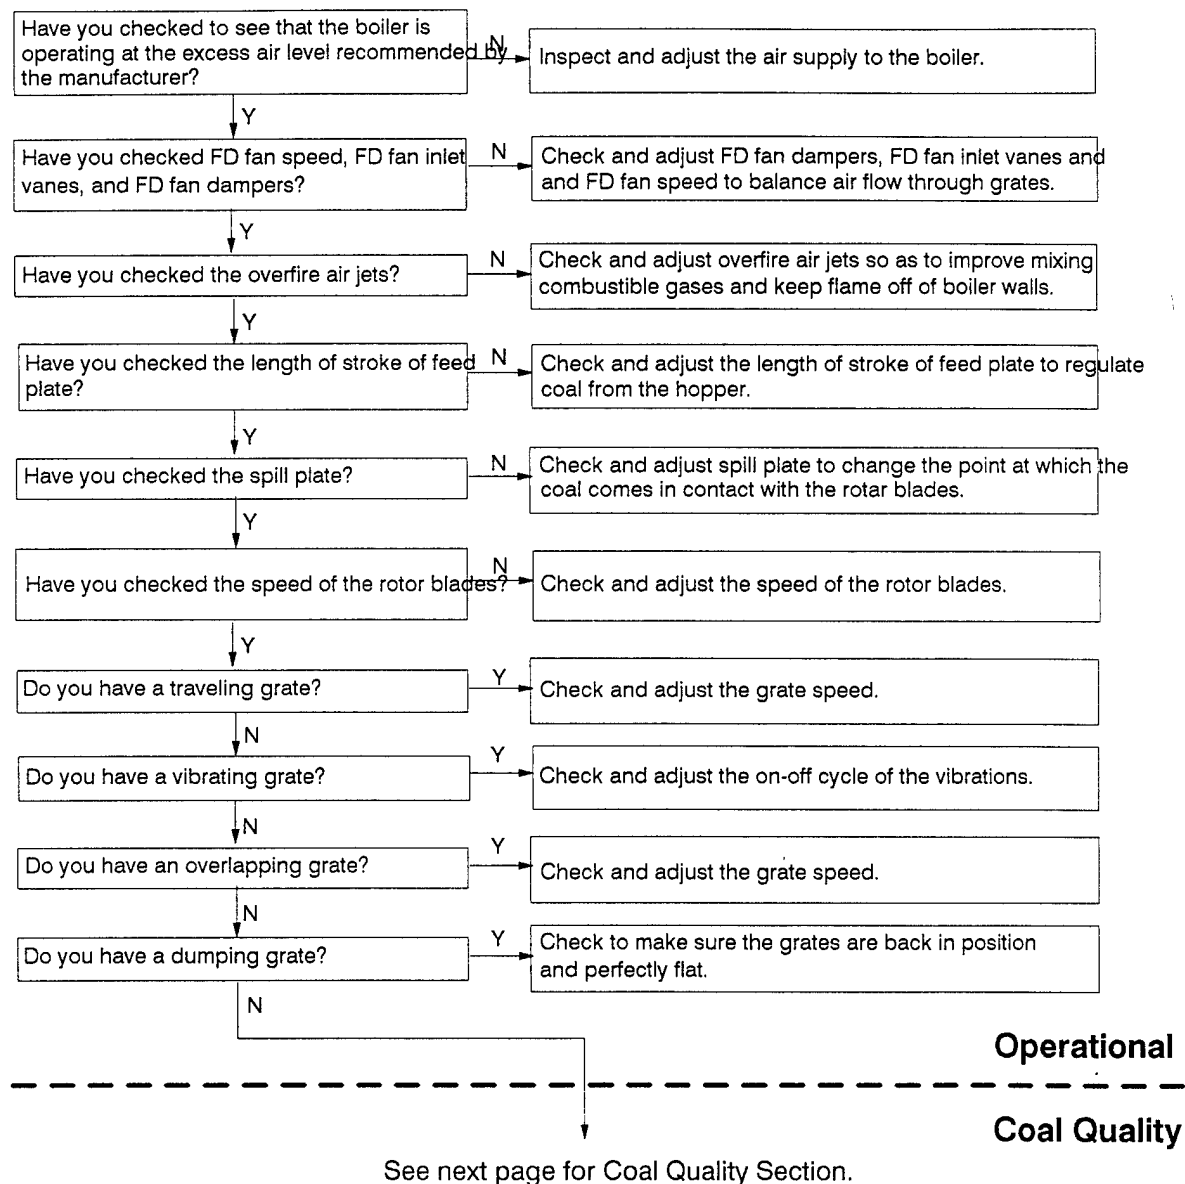 Have you checked to see that the boiler is
operating at the excess air level recommended by
the manufacturer?
N
Inspect and adjust the air supply to the boiler.
Y
Have you checked FD fan speed, FD fan inlet
vanes, and FD fan dampers?
N
Check and adjust FD fan dampers, FD fan inlet vanes and
and FD fan speed to balance air flow through grates.
Y
Have you checked the overfire air jets?
N
Check and adjust overfire air jets so as to improve mixing
combustible gases and keep flame off of boiler walls.
Y
Have you checked the length of stroke of feed
plate?
N
Check and adjust the length of stroke of feed plate to regulate
coal from the hopper.
Y
Have you checked the spill plate?
N
Check and adjust spill plate to change the point at which the
coal comes in contact with the rotar blades.
Y
Have you checked the speed of the rotor blades?
N
Check and adjust the speed of the rotor blades.
Y
Do you have a traveling grate?
Y
Check and adjust the grate speed.
N
Do you have a vibrating grate?
Y
Check and adjust the on-off cycle of the vibrations.
N
Do you have an overlapping grate?
Y
Check and adjust the grate speed.
N
Do you have a dumping grate?
Y
Check to make sure the grates are back in position
and perfectly flat.
N
Operational
Coal Quality
See next page for Coal Quality Section.